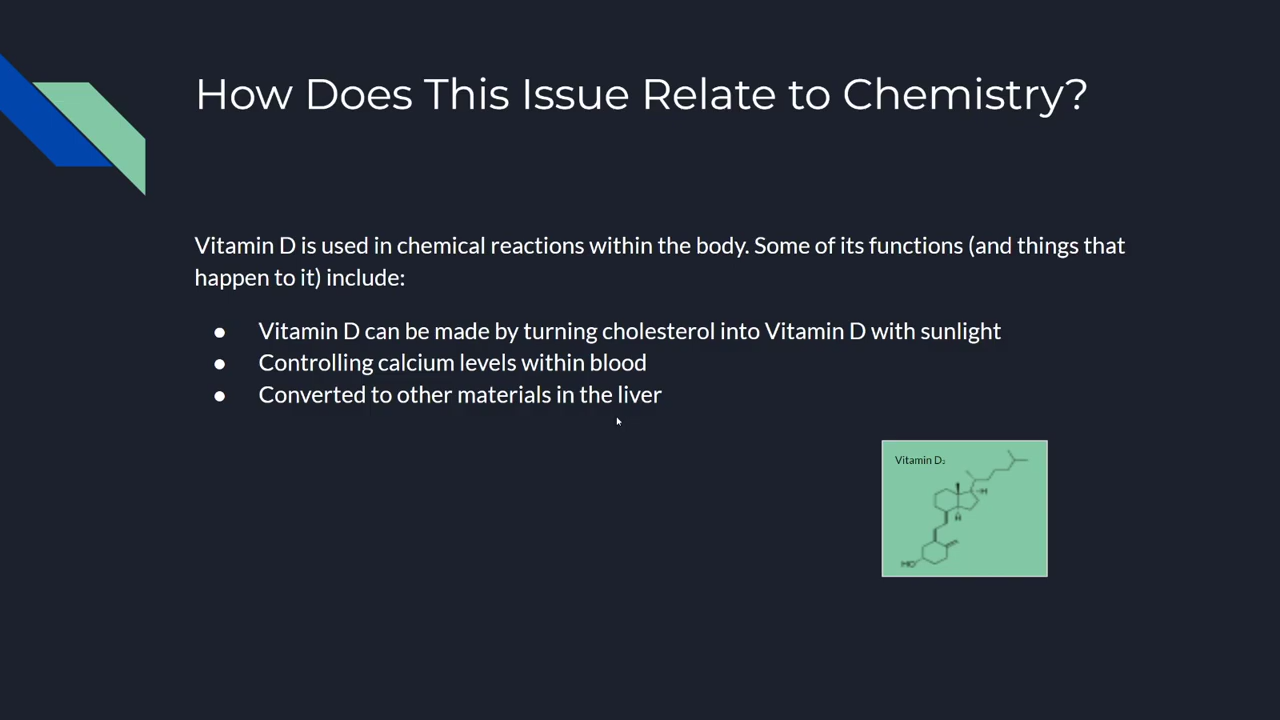 How Does This Issue Relate to Chemistry?
Vitamin D is used in chemical reactions within the body. Some of its functions (and things that
happen to it) include:
● Vitamin D can be made by turning cholesterol into Vitamin D with sunlight
● Controlling calcium levels within blood
● Converted to other materials in the liver
Vitamin D₂
H
H
HO